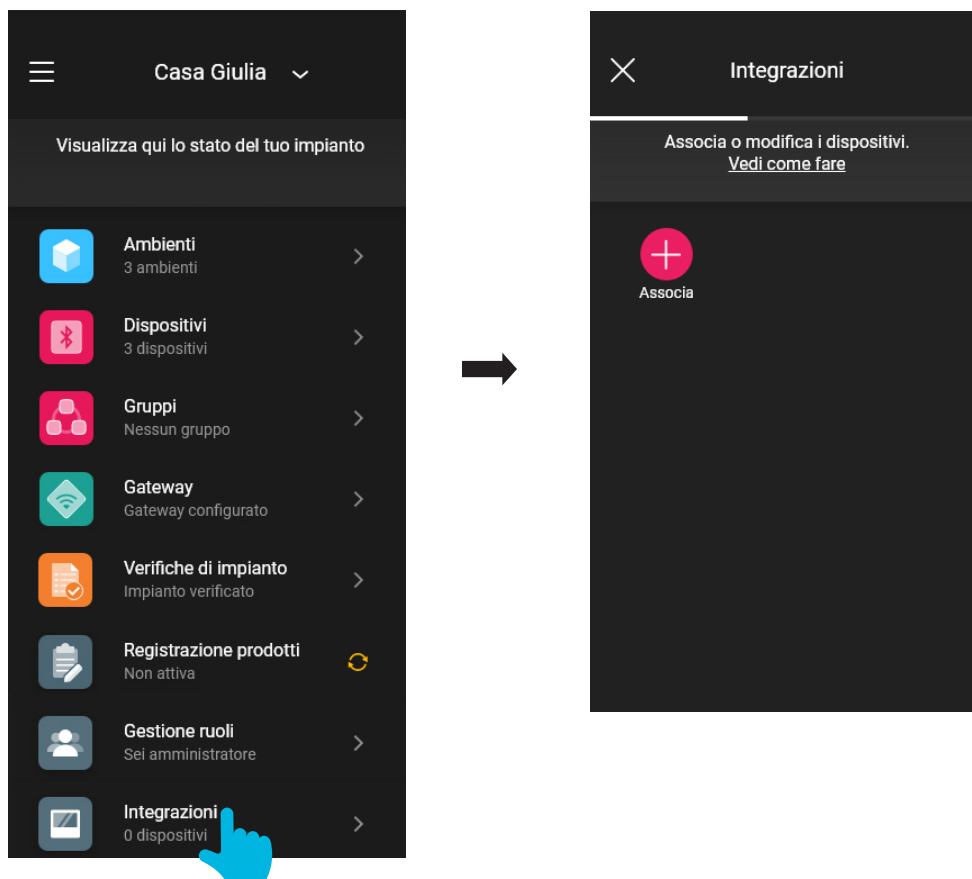 Casa Giulia
Visualizza qui lo stato del tuo impianto
Ambienti
3 ambienti
Dispositivi
3 dispositivi
Gruppi
Nessun gruppo
Gateway
Gateway configurato
Verifiche di impianto
Impianto verificato
Registrazione prodotti
Non attiva
Gestione ruoli
Sei amministratore
Integrazioni
0 dispositivi
Integrazioni
Associa o modifica i dispositivi.
Vedi come fare
Associa